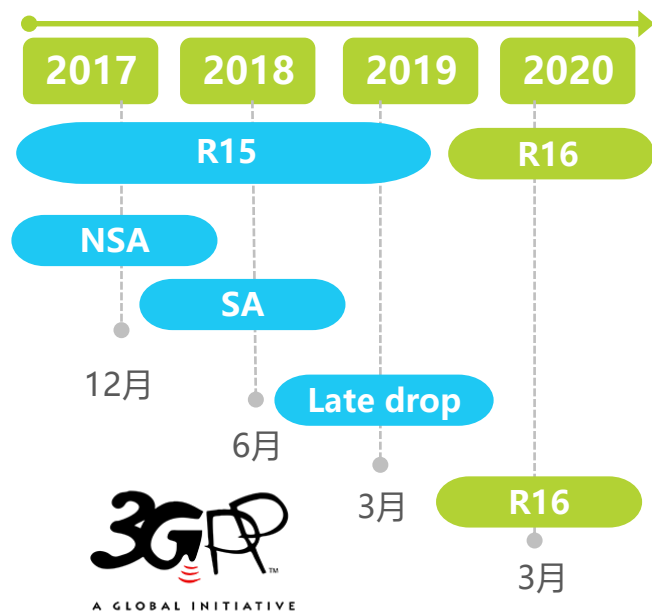 2017 2018 2019 2020
R15 R16
NSA
SA
12月
Late drop
6月
3月
R16
3月
3GPP
TM
A GLOBAL INITIATIVE